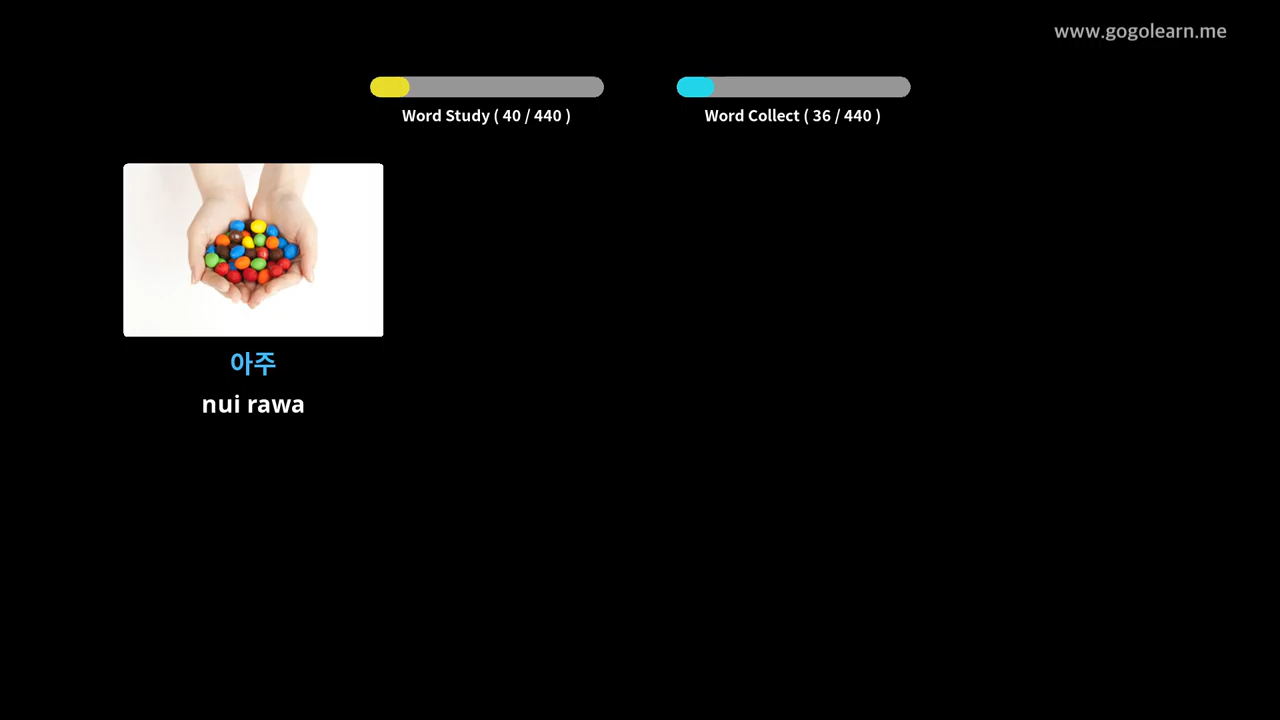 www.gogolearn.me
Word Study ( 40 / 440 )
Word Collect ( 36 / 440 )
아주
nui rawa